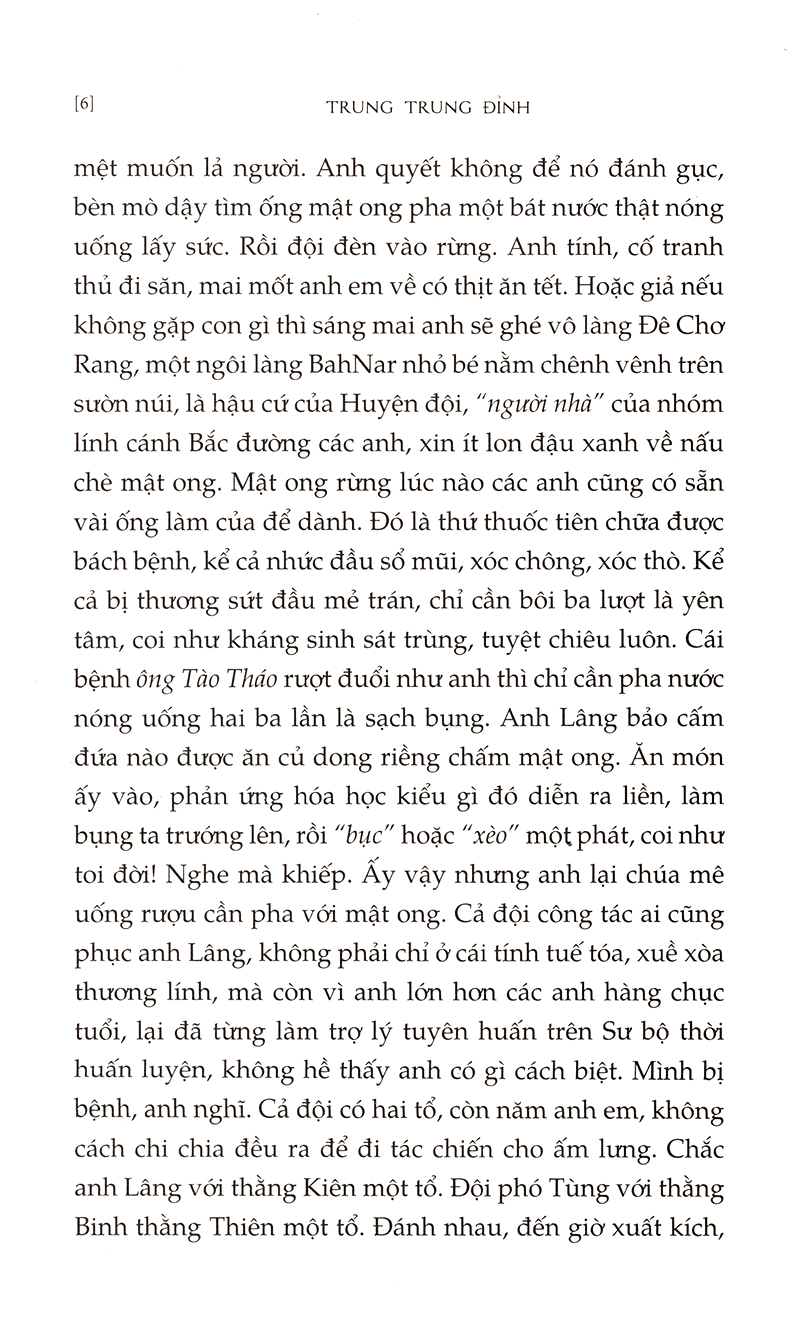 [6]
TRUNG TRUNG ĐỈNH
mệt muốn lả người. Anh quyết không để nó đánh gục,
bèn mò dậy tìm ống mật ong pha một bát nước thật nóng
uống lấy sức. Rồi đội đèn vào rừng. Anh tính, cố tranh
thủ đi săn, mai mốt anh em về có thịt ăn tết. Hoặc giả nếu
không gặp con gì thì sáng mai anh sẽ ghé vô làng Đê Chơ
Rang, một ngôi làng BahNar nhỏ bé nằm chênh vênh trên
sườn núi, là hậu cứ của Huyện đội, “người nhà” của nhóm
lính cánh Bắc đường các anh, xin ít lon đậu xanh về nấu
chè mật ong. Mật ong rừng lúc nào các anh cũng có sẵn
vài ống làm của để dành. Đó là thứ thuốc tiên chữa được
bách bệnh, kể cả nhức đầu sổ mũi, xóc chông, xóc thò. Kể
cả bị thương sứt đầu mẻ trán, chỉ cần bôi ba lượt là yên
tâm, coi như kháng sinh sát trùng, tuyệt chiêu luôn. Cái
bệnh ông Tào Tháo rượt đuổi như anh thì chỉ cần pha nước
nóng uống hai ba lần là sạch bụng. Anh Lâng bảo cấm
đứa nào được ăn củ dong riềng chấm mật ong. Ăn món
ấy vào, phản ứng hóa học kiểu gì đó diễn ra liền, làm
bụng ta trướng lên, rồi “bục” hoặc “xèo” một phát, coi như
toi đời! Nghe mà khiếp. Ấy vậy nhưng anh lại chúa mê
uống rượu cần pha với mật ong. Cả đội công tác ai cũng
phục anh Lâng, không phải chỉ ở cái tính tuế tóa, xuề xòa
thương lính, mà còn vì anh lớn hơn các anh hàng chục
tuổi, lại đã từng làm trợ lý tuyên huấn trên Sư bộ thời
huấn luyện, không hề thấy anh có gì cách biệt. Mình bị
bệnh, anh nghĩ. Cả đội có hai tổ, còn năm anh em, không
cách chi chia đều ra để đi tác chiến cho ấm lưng. Chắc
anh Lâng với thằng Kiên một tổ. Đội phó Tùng với thằng
Binh thằng Thiên một tổ. Đánh nhau, đến giờ xuất kích,